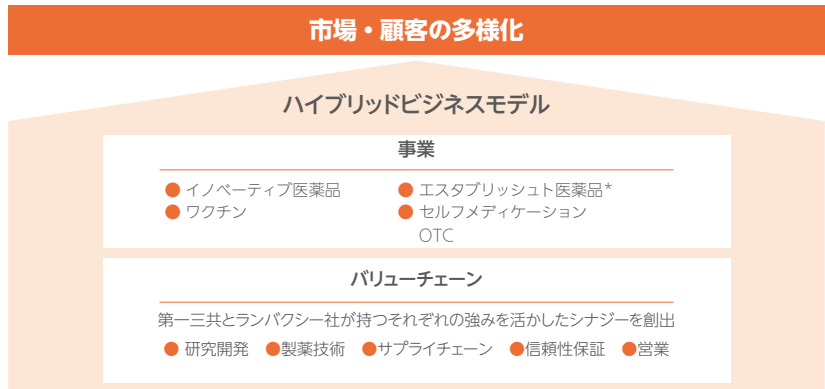 市場・顧客の多様化
ハイブリッドビジネスモデル
事業
● イノベーティブ医薬品 ● エスタブリッシュト医薬品*
● ワクチン ● セルフメディケーション
OTC
バリューチェーン
第一三共とランバクシー社が持つそれぞれの強みを活かしたシナジーを創出
● 研究開発 ●製薬技術 ●サプライチェーン ●信頼性保証 ●営業